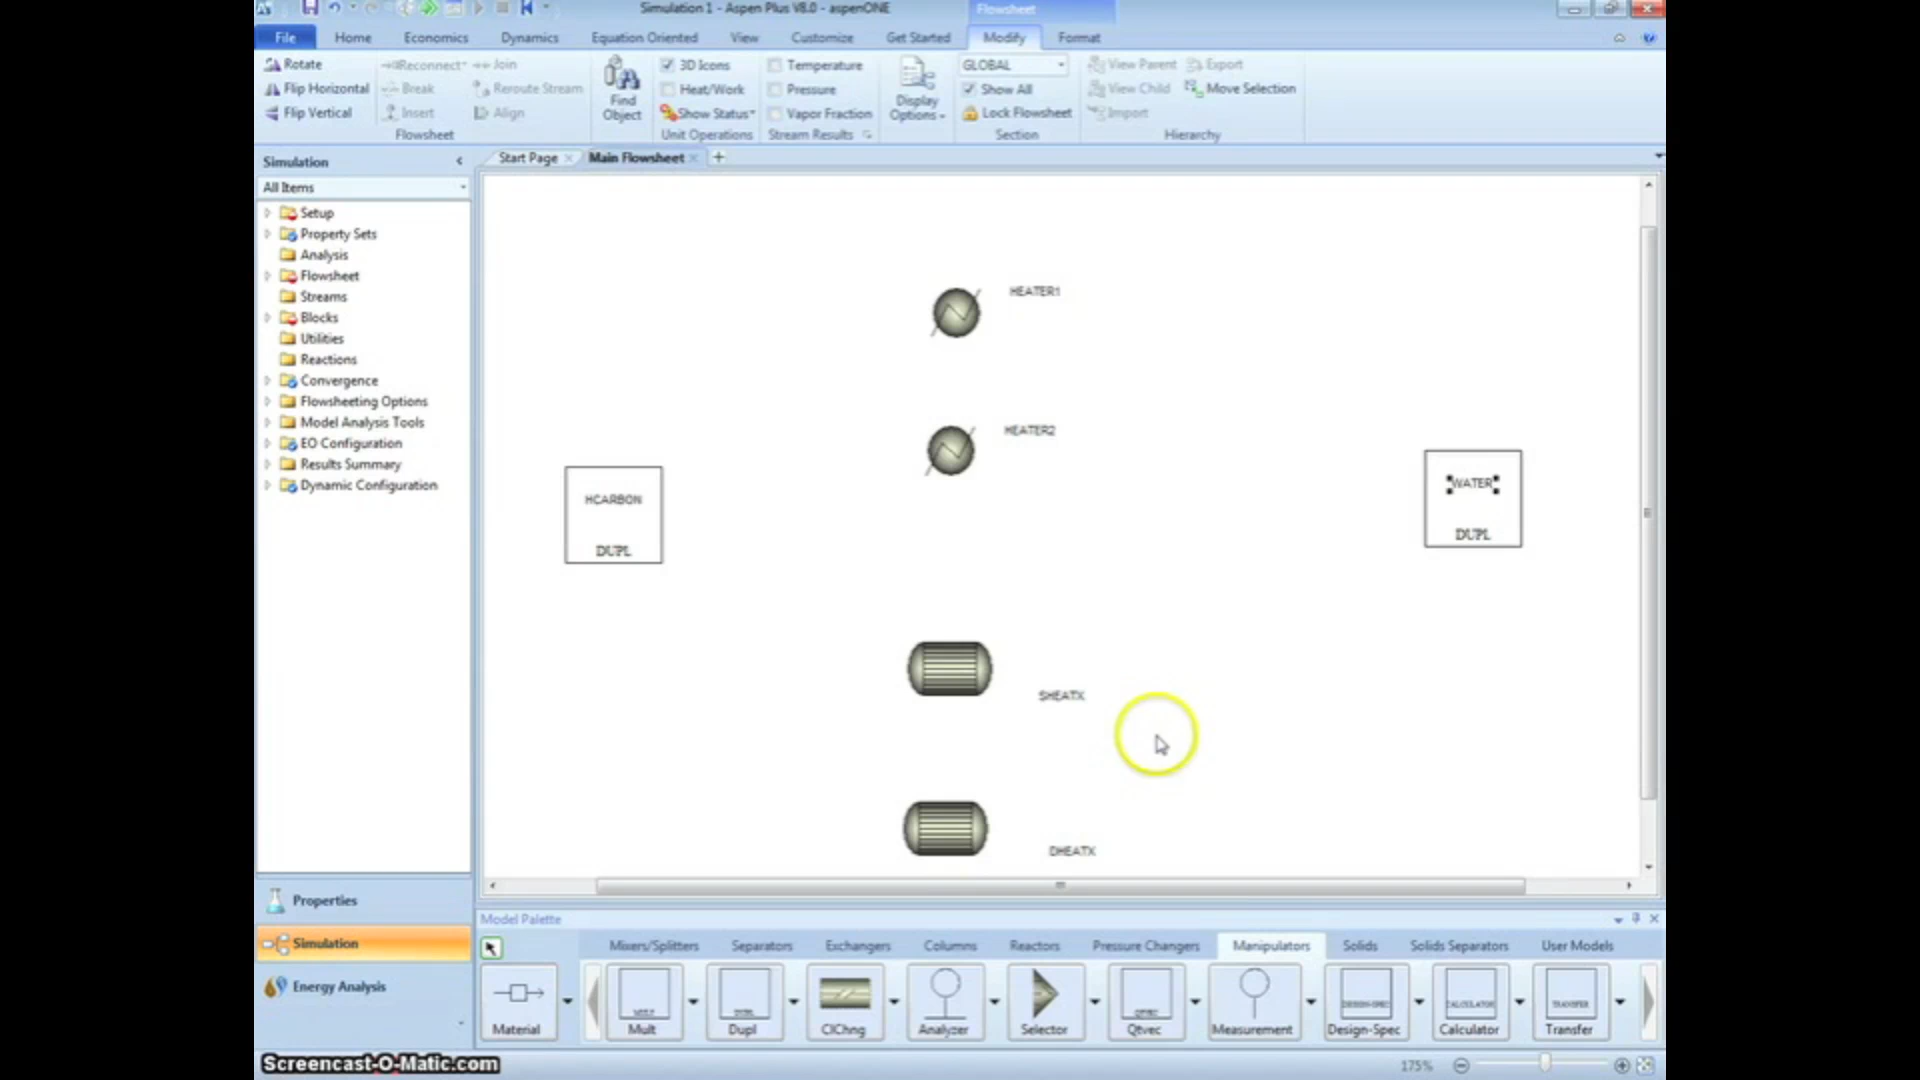 Simulation 1 - Aspen Plus V8.0 - aspenONE
Flowsheet
File Home Economics Dynamics Equation Oriented View Customize Get Started Modify Format
Rotate
Flip Horizontal
Flip Vertical
Reconnect
Break
Insert
Join
Reroute Stream
Align
Flowsheet
Find
Object
3D Icons
Heat/Work
Show Status
Unit Operations
Temperature
Pressure
Vapor Fraction
Stream Results
Display
Options
GLOBAL
Show All
Lock Flowsheet
Section
View Parent
View Child
Import
Export
Move Selection
Hierarchy
Simulation
Start Page
Main Flowsheet
All Items
Setup
Property Sets
Analysis
Flowsheet
Streams
Blocks
Utilities
Reactions
Convergence
Flowsheeting Options
Model Analysis Tools
EO Configuration
Results Summary
Dynamic Configuration
HEATER1
HEATER2
HCARBON
DUPL
WATER
DUPL
SHEATX
DHEATX
Properties
Simulation
Energy Analysis
Model Palette
Mixers/Splitters Separators Exchangers Columns Reactors Pressure Changers Manipulators Solids Solids Separators User Models
DUPL
DESIGN-SPEC
CALCULATOR
TRANSFER
Material Mult Dupl ClChng Analyzer Selector Qtvec Measurement Design-Spec Calculator Transfer
Screencast-O-Matic.com
175%